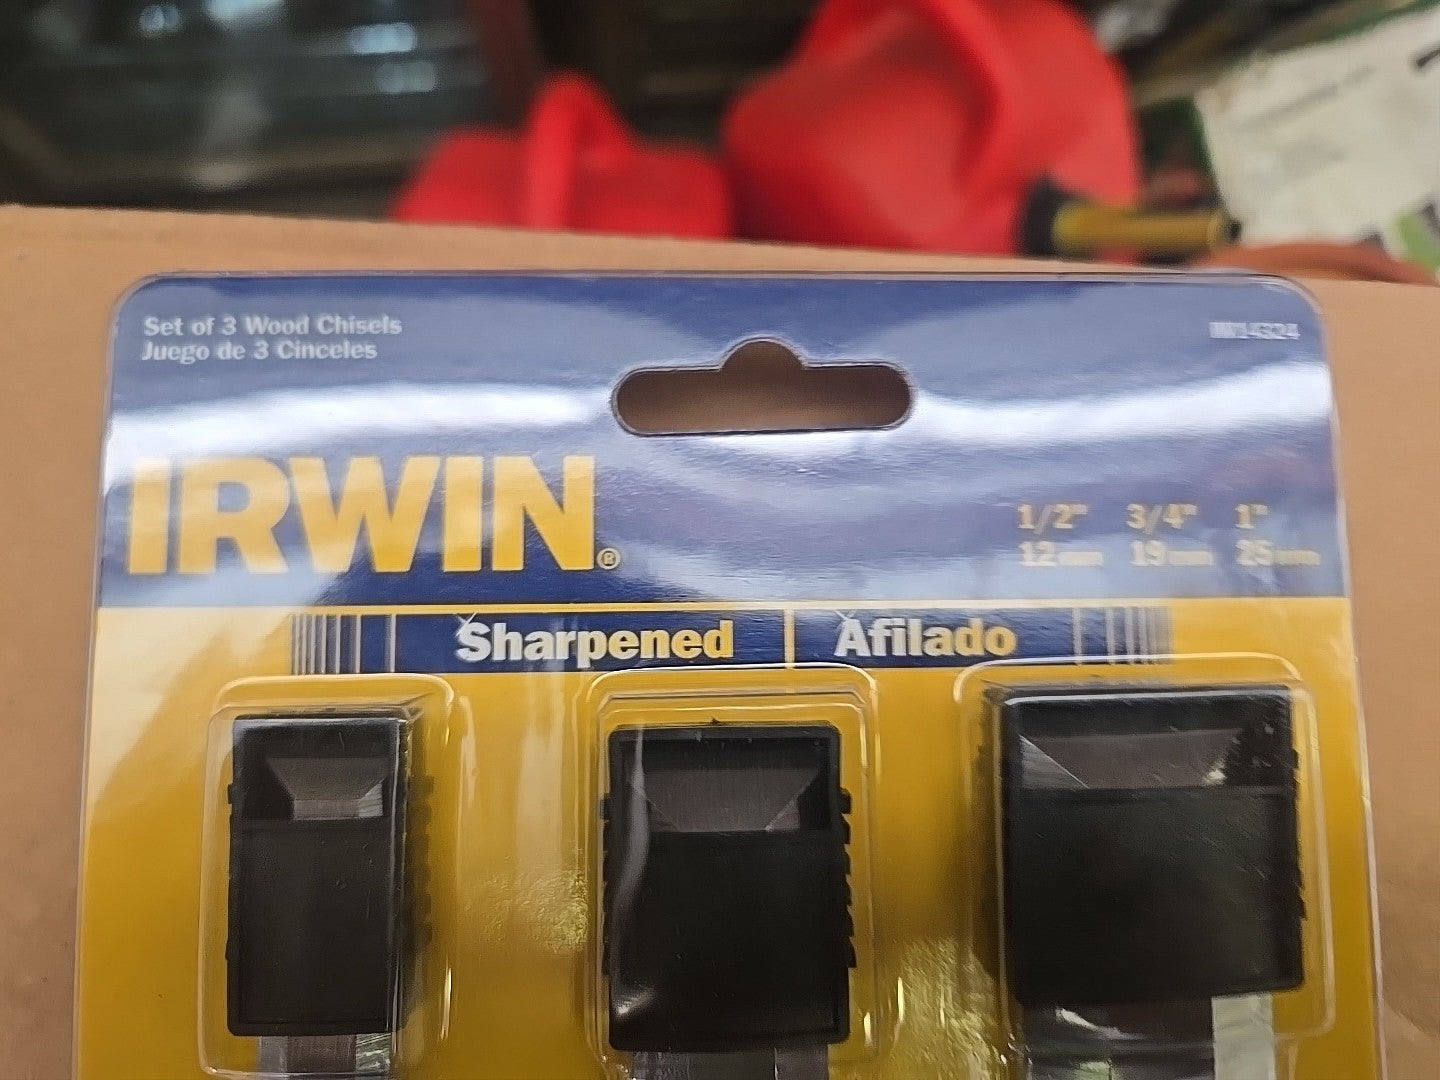 Set of 3 Wood Chisels
Juego de 3 Cinceles
IRWIN®
1/2" 3/4" 1"
12mm 19mm 25mm
Sharpened Afilado